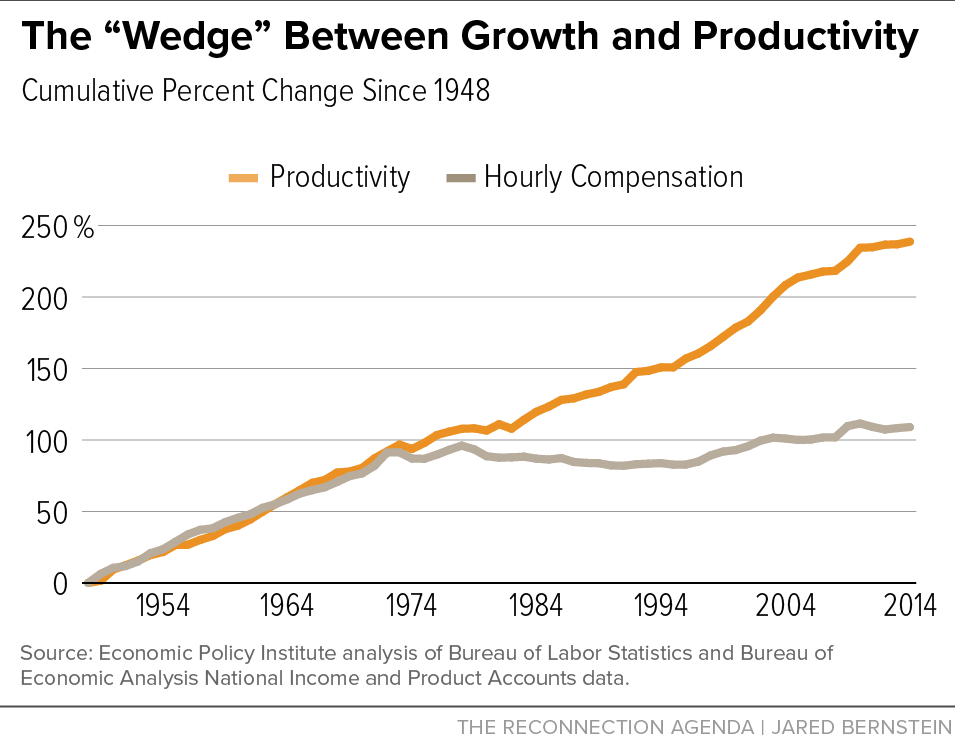 The “Wedge” Between Growth and Productivity
Cumulative Percent Change Since 1948
Productivity
Hourly Compensation
250 %
200
150
100
50
0
1954 1964 1974 1984 1994 2004 2014
Source: Economic Policy Institute analysis of Bureau of Labor Statistics and Bureau of
Economic Analysis National Income and Product Accounts data.
THE RECONNECTION AGENDA | JARED BERNSTEIN